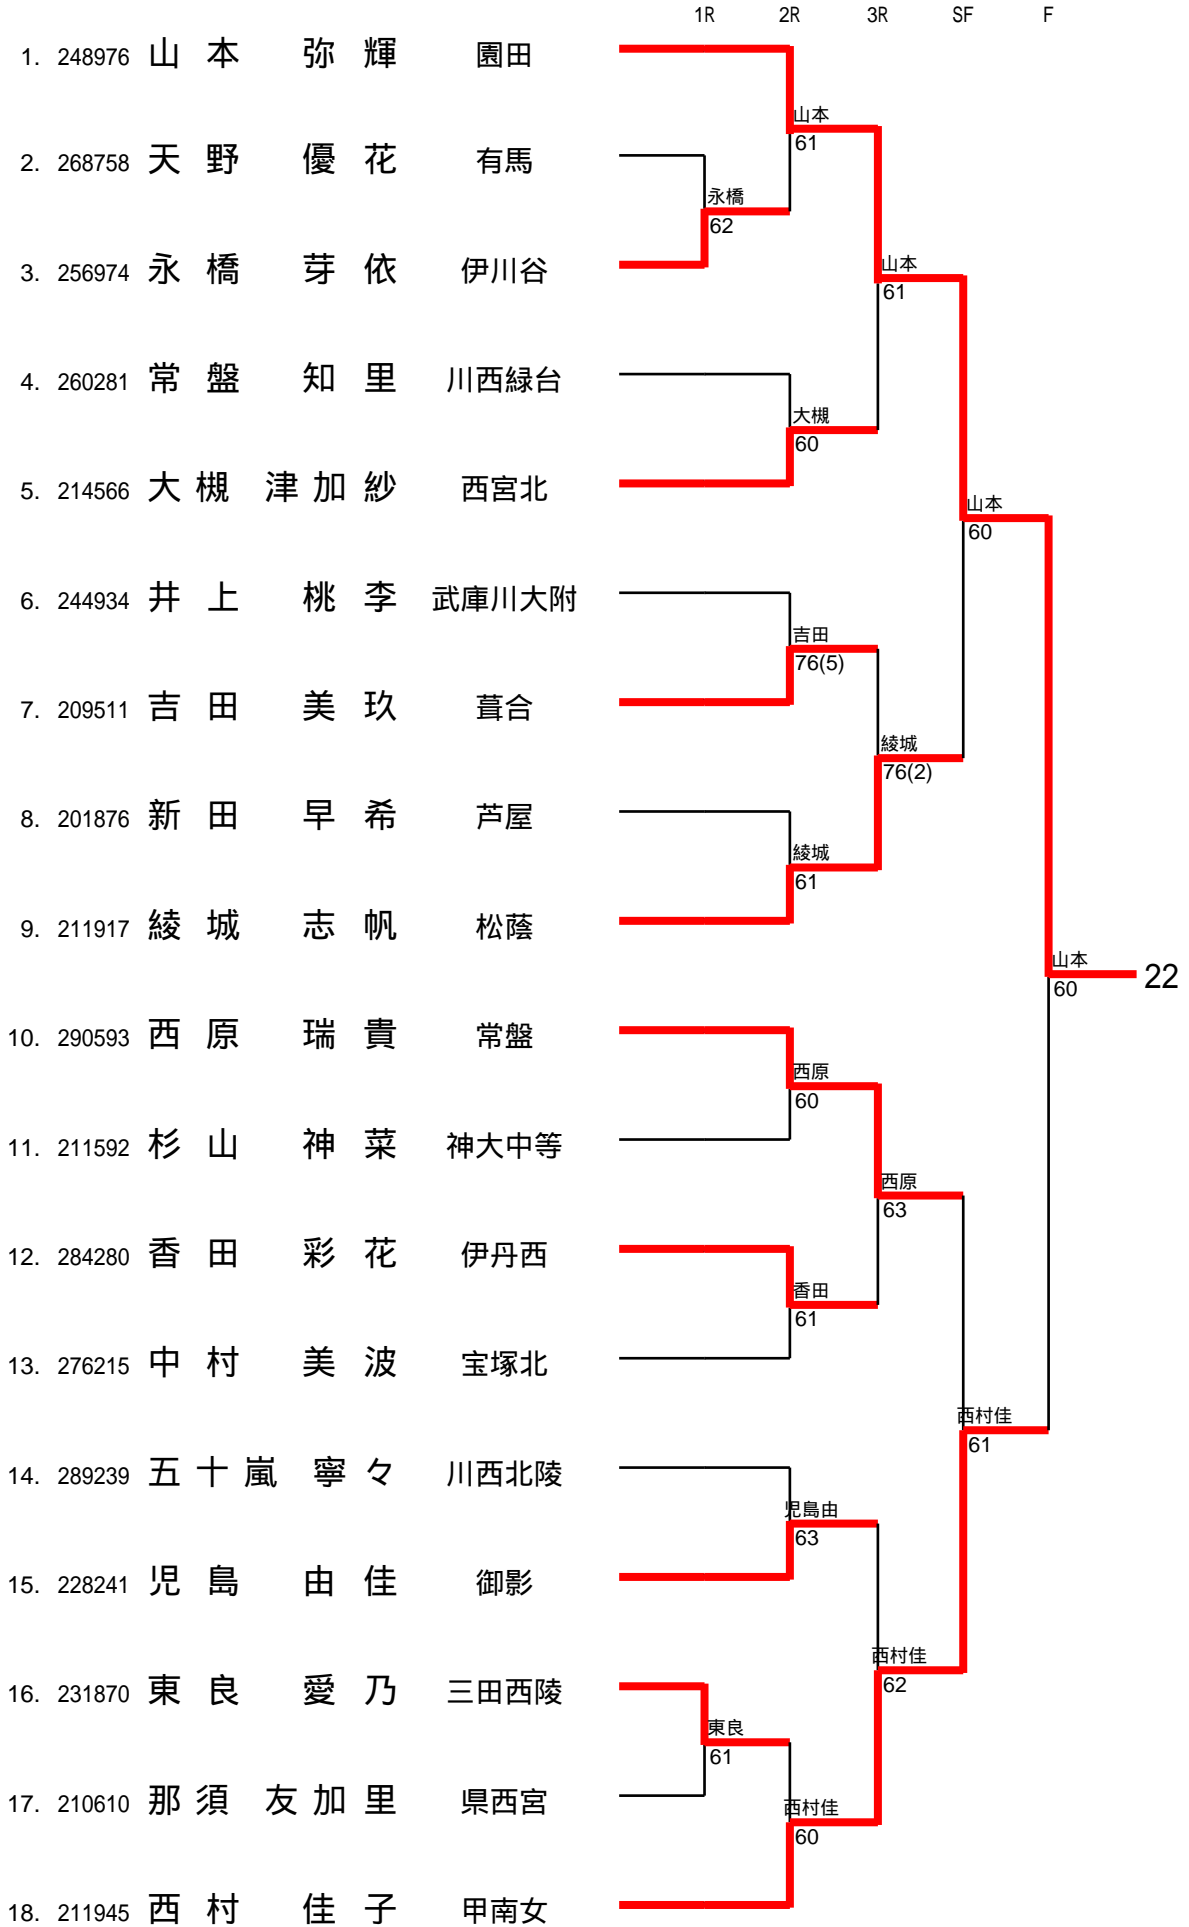 1R 2R 3R SF F
1. 248976 山本 弥輝 園田
山本
61
2. 268758 天野 優花 有馬
永橋
62
3. 256974 永橋 芽依 伊川谷
山本
61
4. 260281 常盤 知里 川西緑台
大槻
60
5. 214566 大槻 津加紗 西宮北
山本
60
6. 244934 井上 桃李 武庫川大附
吉田
76(5)
7. 209511 吉田 美玖 葺合
綾城
76(2)
8. 201876 新田 早希 芦屋
綾城
61
9. 211917 綾城 志帆 松蔭
山本
60
22
10. 290593 西原 瑞貴 常盤
西原
60
11. 211592 杉山 神菜 神大中等
西原
63
12. 284280 香田 彩花 伊丹西
香田
61
13. 276215 中村 美波 宝塚北
西村佳
61
14. 289239 五十嵐 寧々 川西北陵
児島由
63
15. 228241 児島 由佳 御影
西村佳
62
16. 231870 東良 愛乃 三田西陵
東良
61
17. 210610 那須 友加里 県西宮
西村佳
60
18. 211945 西村 佳子 甲南女